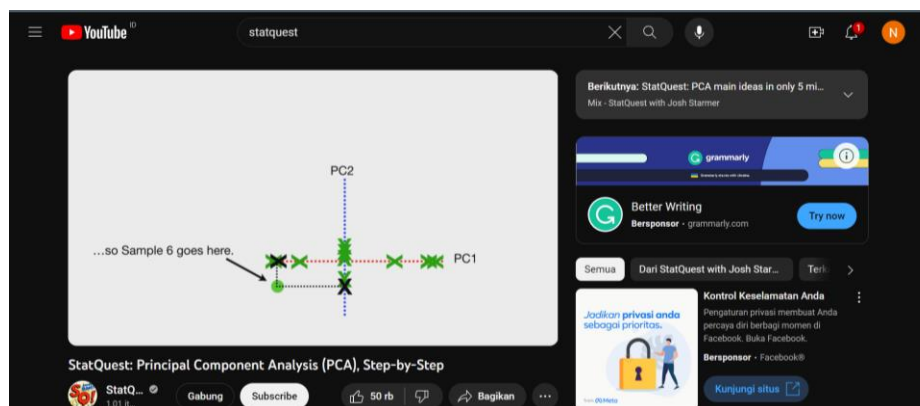 YouTube ID
statquest
1
N
PC2
...so Sample 6 goes here.
PC1
StatQuest: Principal Component Analysis (PCA), Step-by-Step
StatQ...
Gabung
Subscribe
50 rb
Bagikan
Berikutnya: StatQuest: PCA main ideas in only 5 mi...
Mix - StatQuest with Josh Starmer
grammarly
Better Writing
Bersponsor · grammarly.com
Try now
Semua
Dari StatQuest with Josh Star...
Jadikan privasi anda
sebagai prioritas.
Meta
Kontrol Keselamatan Anda
Pengaturan privasi membuat Anda
percaya diri berbagi momen di
Facebook. Buka Facebook.
Bersponsor · Facebook®
Kunjungi situs